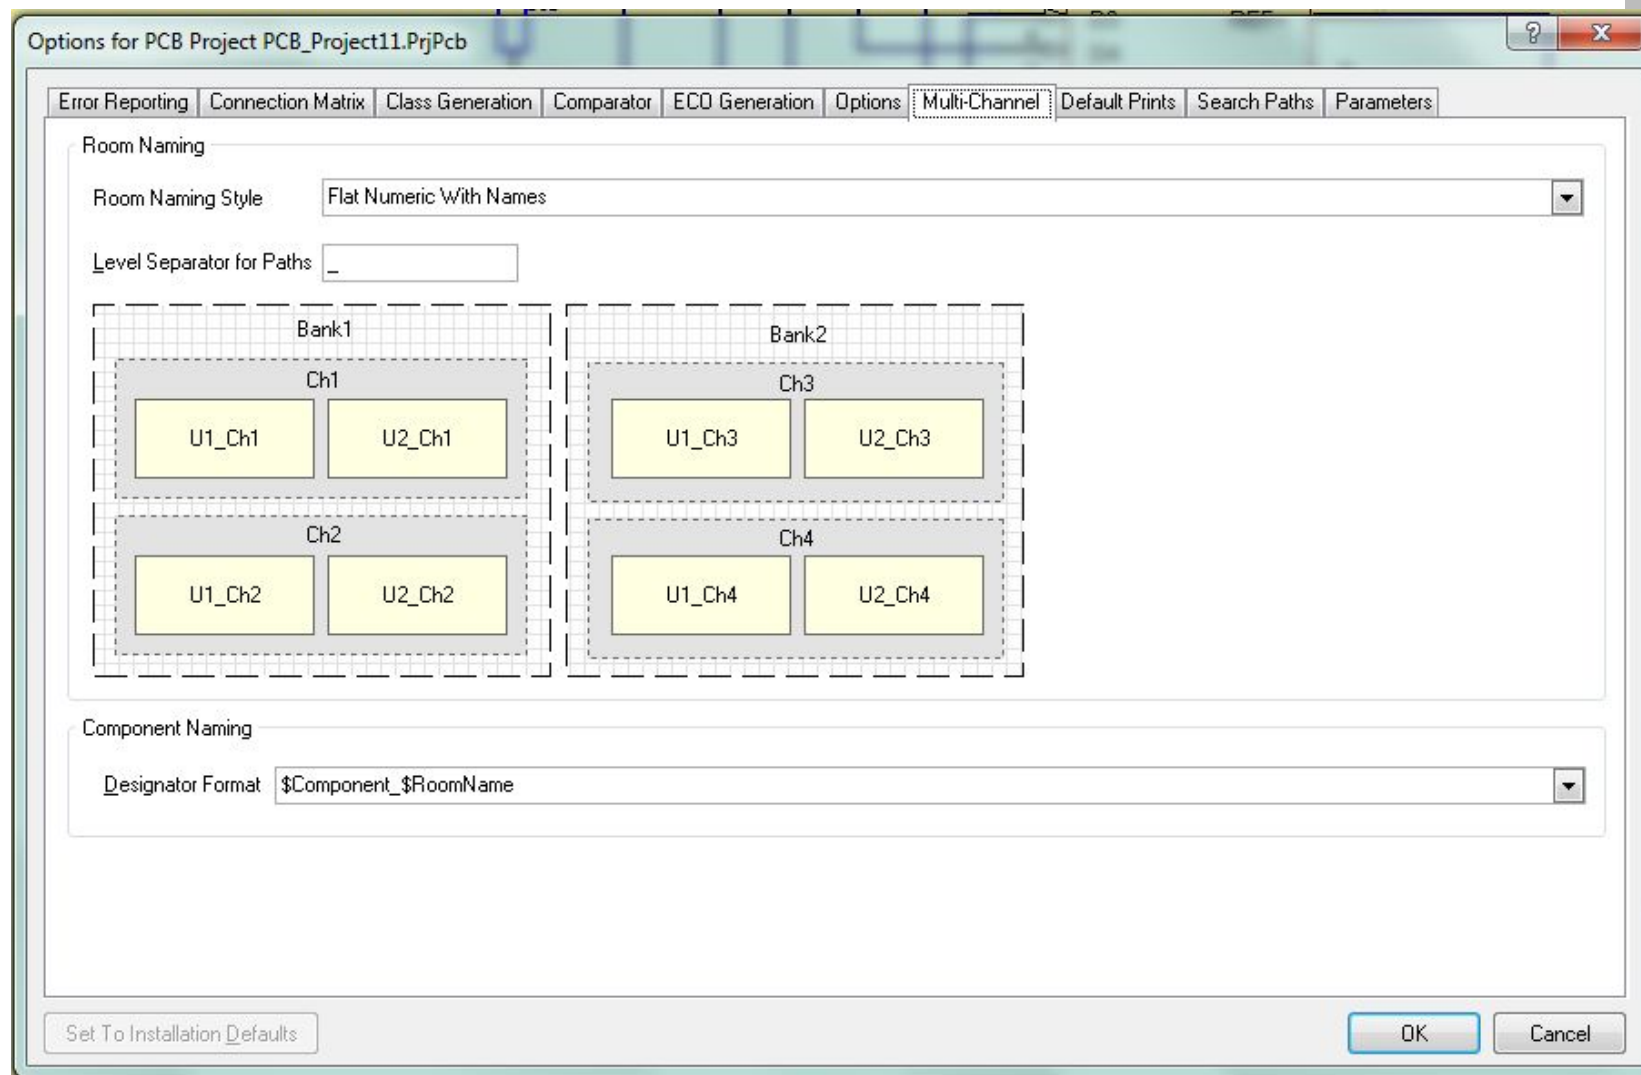 Options for PCB Project PCB_Project11.PrjPcb
Error Reporting Connection Matrix Class Generation Comparator ECO Generation Options Multi-Channel Default Prints Search Paths Parameters
Room Naming
Room Naming Style Flat Numeric With Names
Level Separator for Paths _
Bank1 Bank2
Ch1 Ch3
U1_Ch1 U2_Ch1 U1_Ch3 U2_Ch3
Ch2 Ch4
U1_Ch2 U2_Ch2 U1_Ch4 U2_Ch4
Component Naming
Designator Format $Component_$RoomName
Set To Installation Defaults OK Cancel